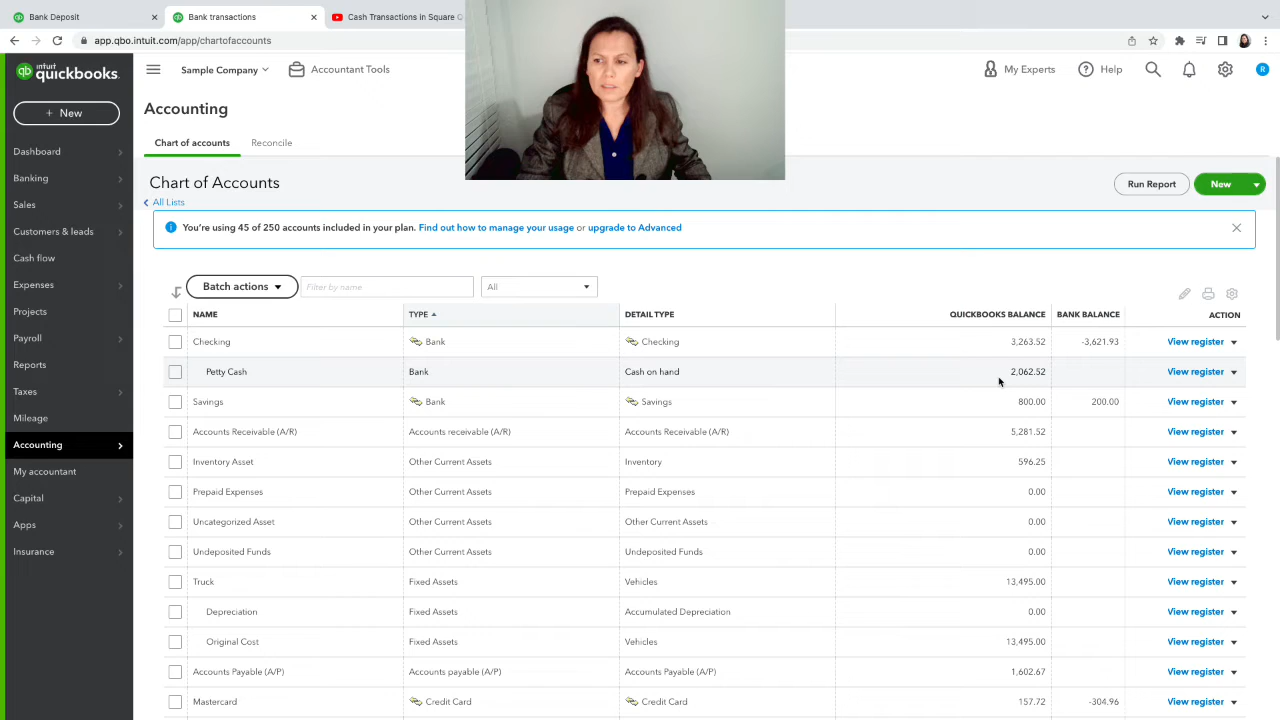 Bank Deposit
Bank transactions
Cash Transactions in Square
app.qbo.intuit.com/app/chartofaccounts
intuit quickbooks.
Sample Company
Accountant Tools
My Experts
Help
R
+ New
Dashboard
Banking
Sales
Customers & leads
Cash flow
Expenses
Projects
Payroll
Reports
Taxes
Mileage
Accounting
My accountant
Capital
Apps
Insurance
Accounting
Chart of accounts Reconcile
Chart of Accounts
All Lists
Run Report New
You're using 45 of 250 accounts included in your plan. Find out how to manage your usage or upgrade to Advanced
Batch actions Filter by name All
NAME TYPE DETAIL TYPE QUICKBOOKS BALANCE BANK BALANCE ACTION
Checking Bank Checking 3,263.52 -3,621.93 View register
Petty Cash Bank Cash on hand 2,062.52 View register
Savings Bank Savings 800.00 200.00 View register
Accounts Receivable (A/R) Accounts receivable (A/R) Accounts Receivable (A/R) 5,281.52 View register
Inventory Asset Other Current Assets Inventory 596.25 View register
Prepaid Expenses Other Current Assets Prepaid Expenses 0.00 View register
Uncategorized Asset Other Current Assets Other Current Assets 0.00 View register
Undeposited Funds Other Current Assets Undeposited Funds 0.00 View register
Truck Fixed Assets Vehicles 13,495.00 View register
Depreciation Fixed Assets Accumulated Depreciation 0.00 View register
Original Cost Fixed Assets Vehicles 13,495.00 View register
Accounts Payable (A/P) Accounts payable (A/P) Accounts Payable (A/P) 1,602.67 View register
Mastercard Credit Card Credit Card 157.72 -304.96 View register